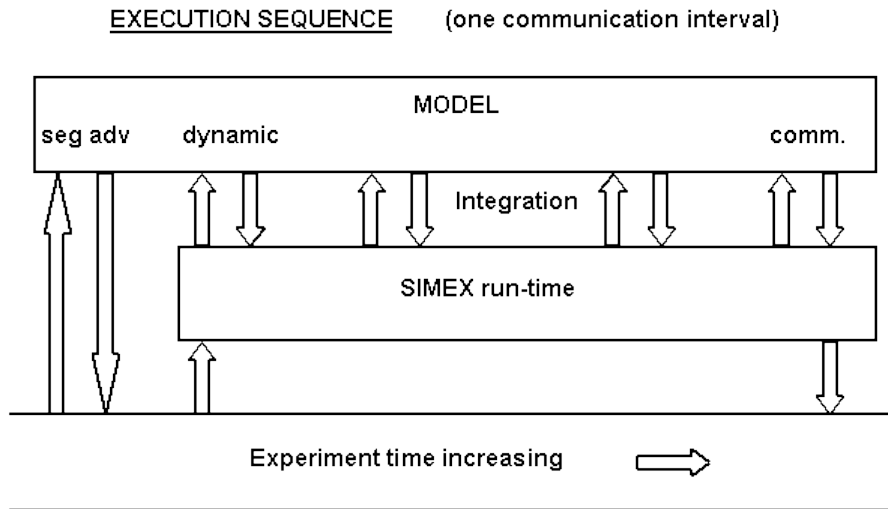 EXECUTION SEQUENCE (one communication interval)
MODEL
seg adv dynamic comm.
Integration
SIMEX run-time
Experiment time increasing